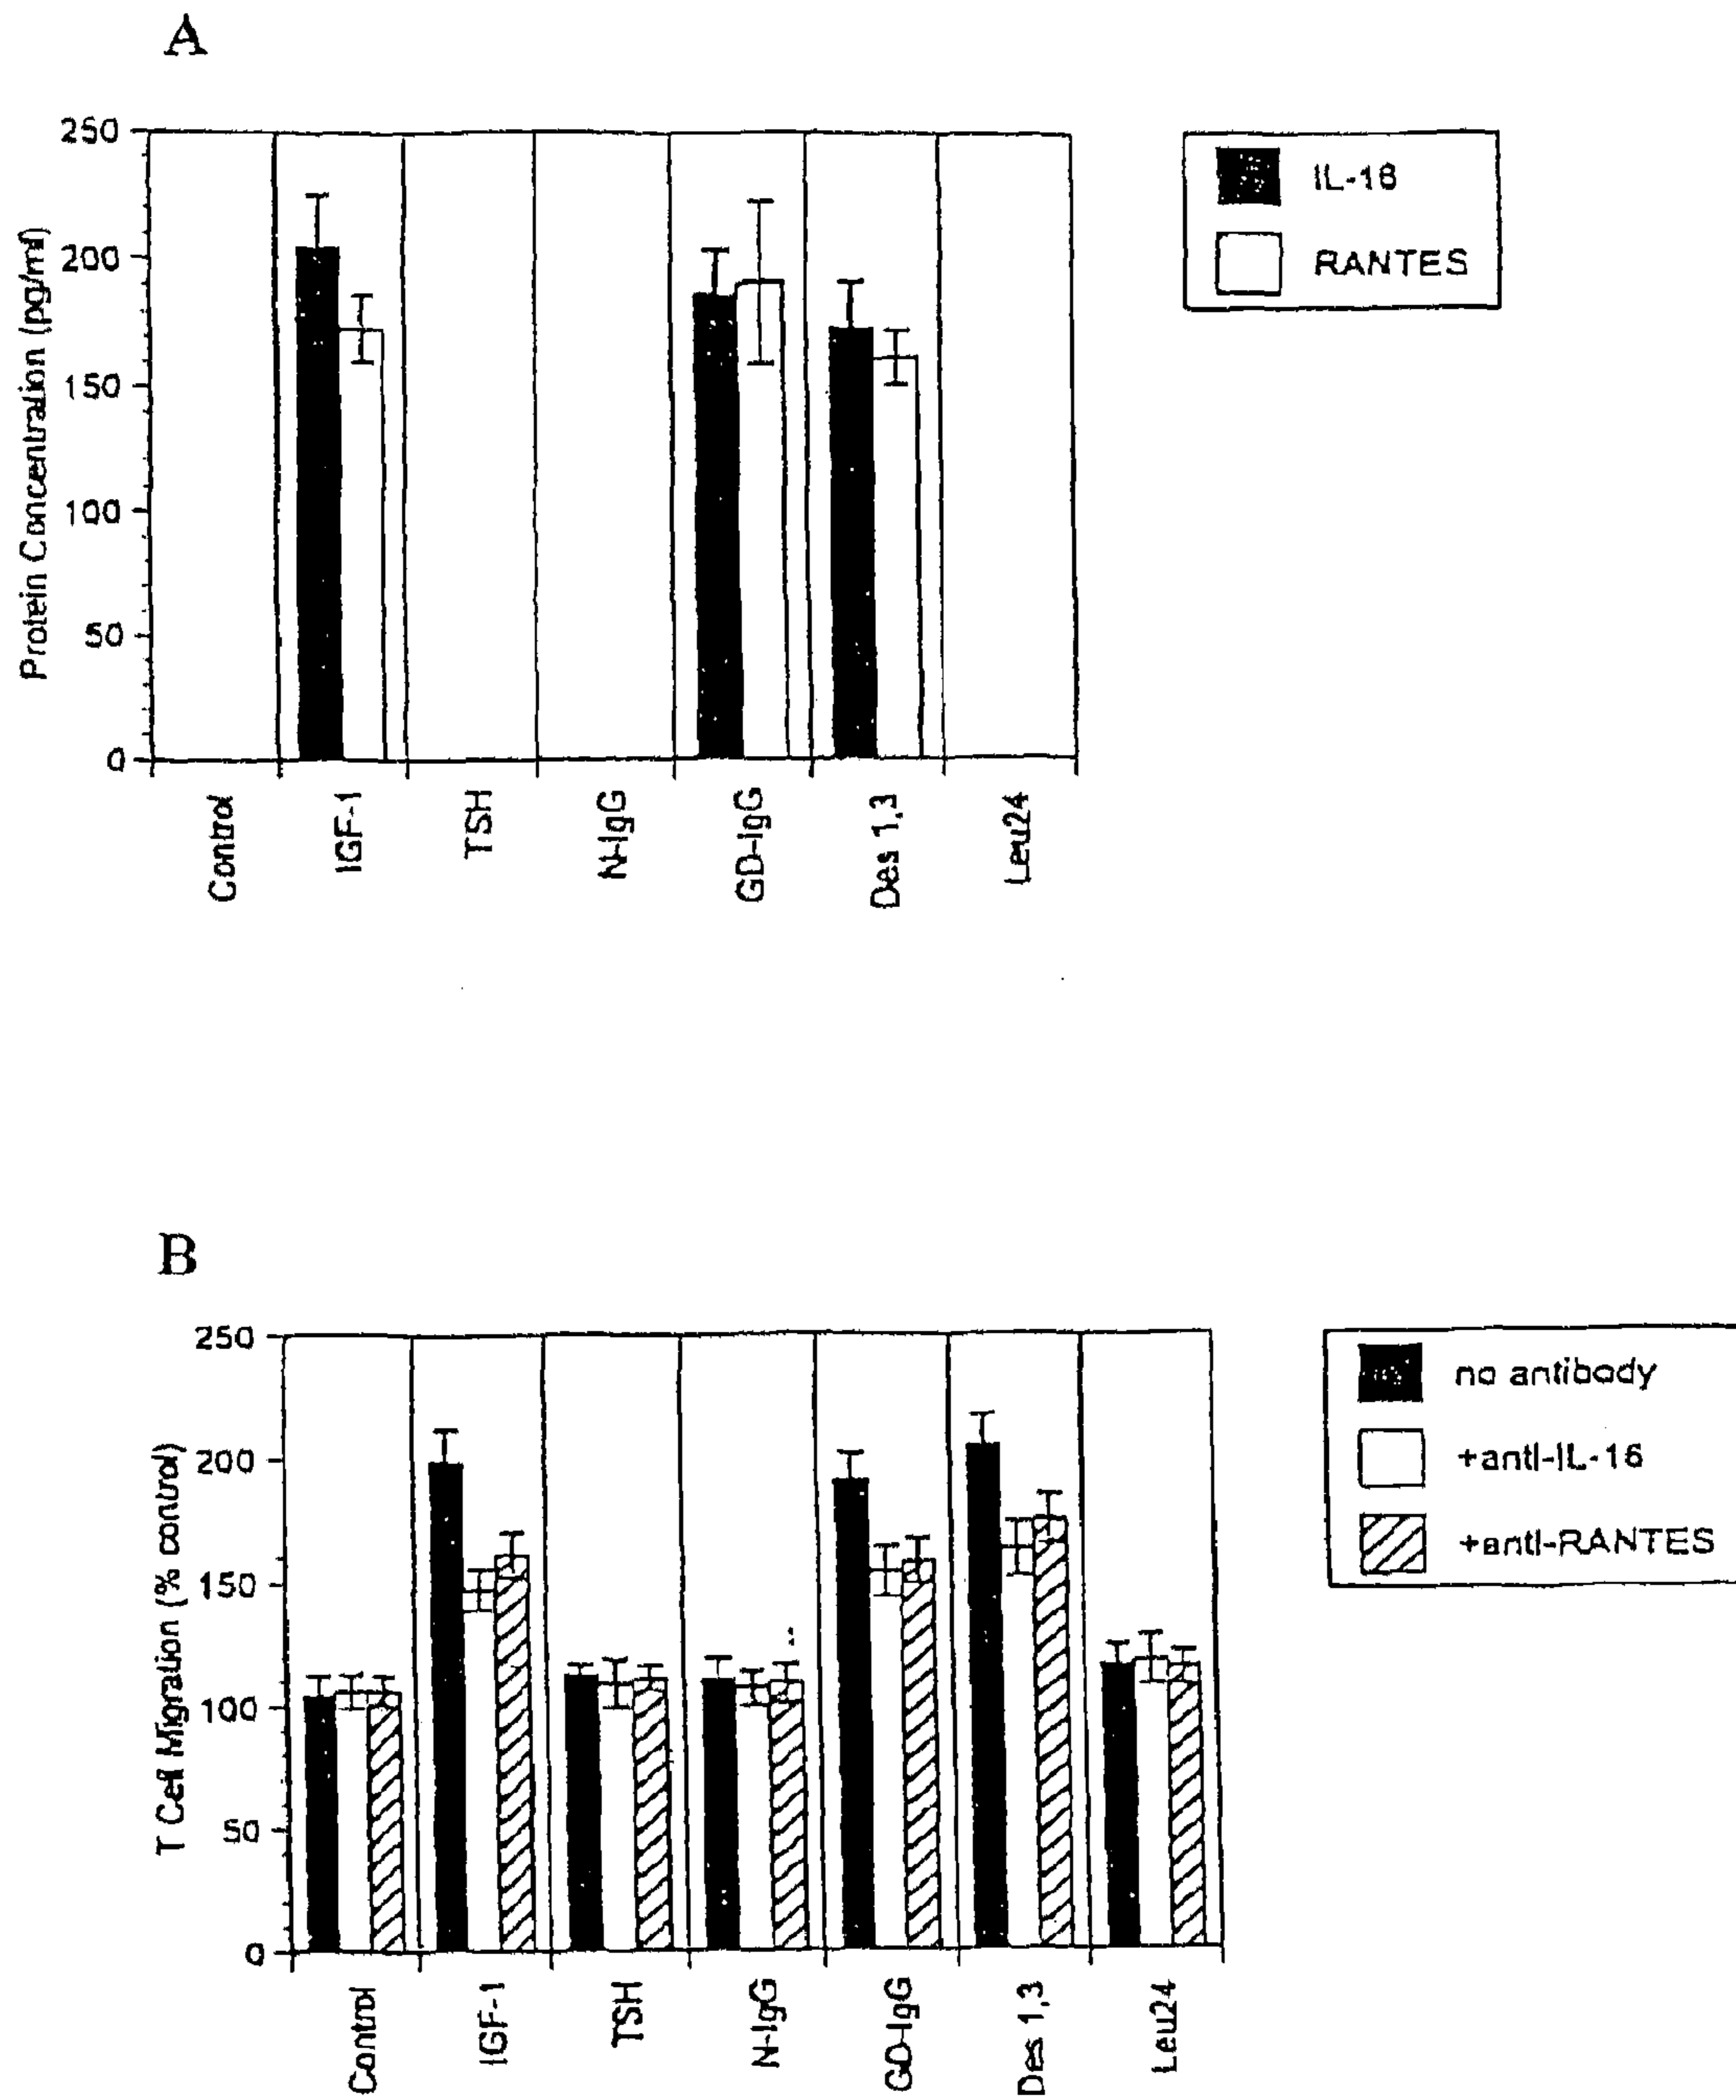 A
250
200
150
100
50
0
Protein Concentration (pg/ml)
Control
IGF-1
TSH
N-IgG
GD-IgG
Des 1,3
Leu24
IL-16
RANTES
B
250
200
150
100
50
0
T Cell Migration (% control)
Control
IGF-1
TSH
N-IgG
GD-IgG
Des 1,3
Leu24
no antibody
+anti-IL-16
+anti-RANTES